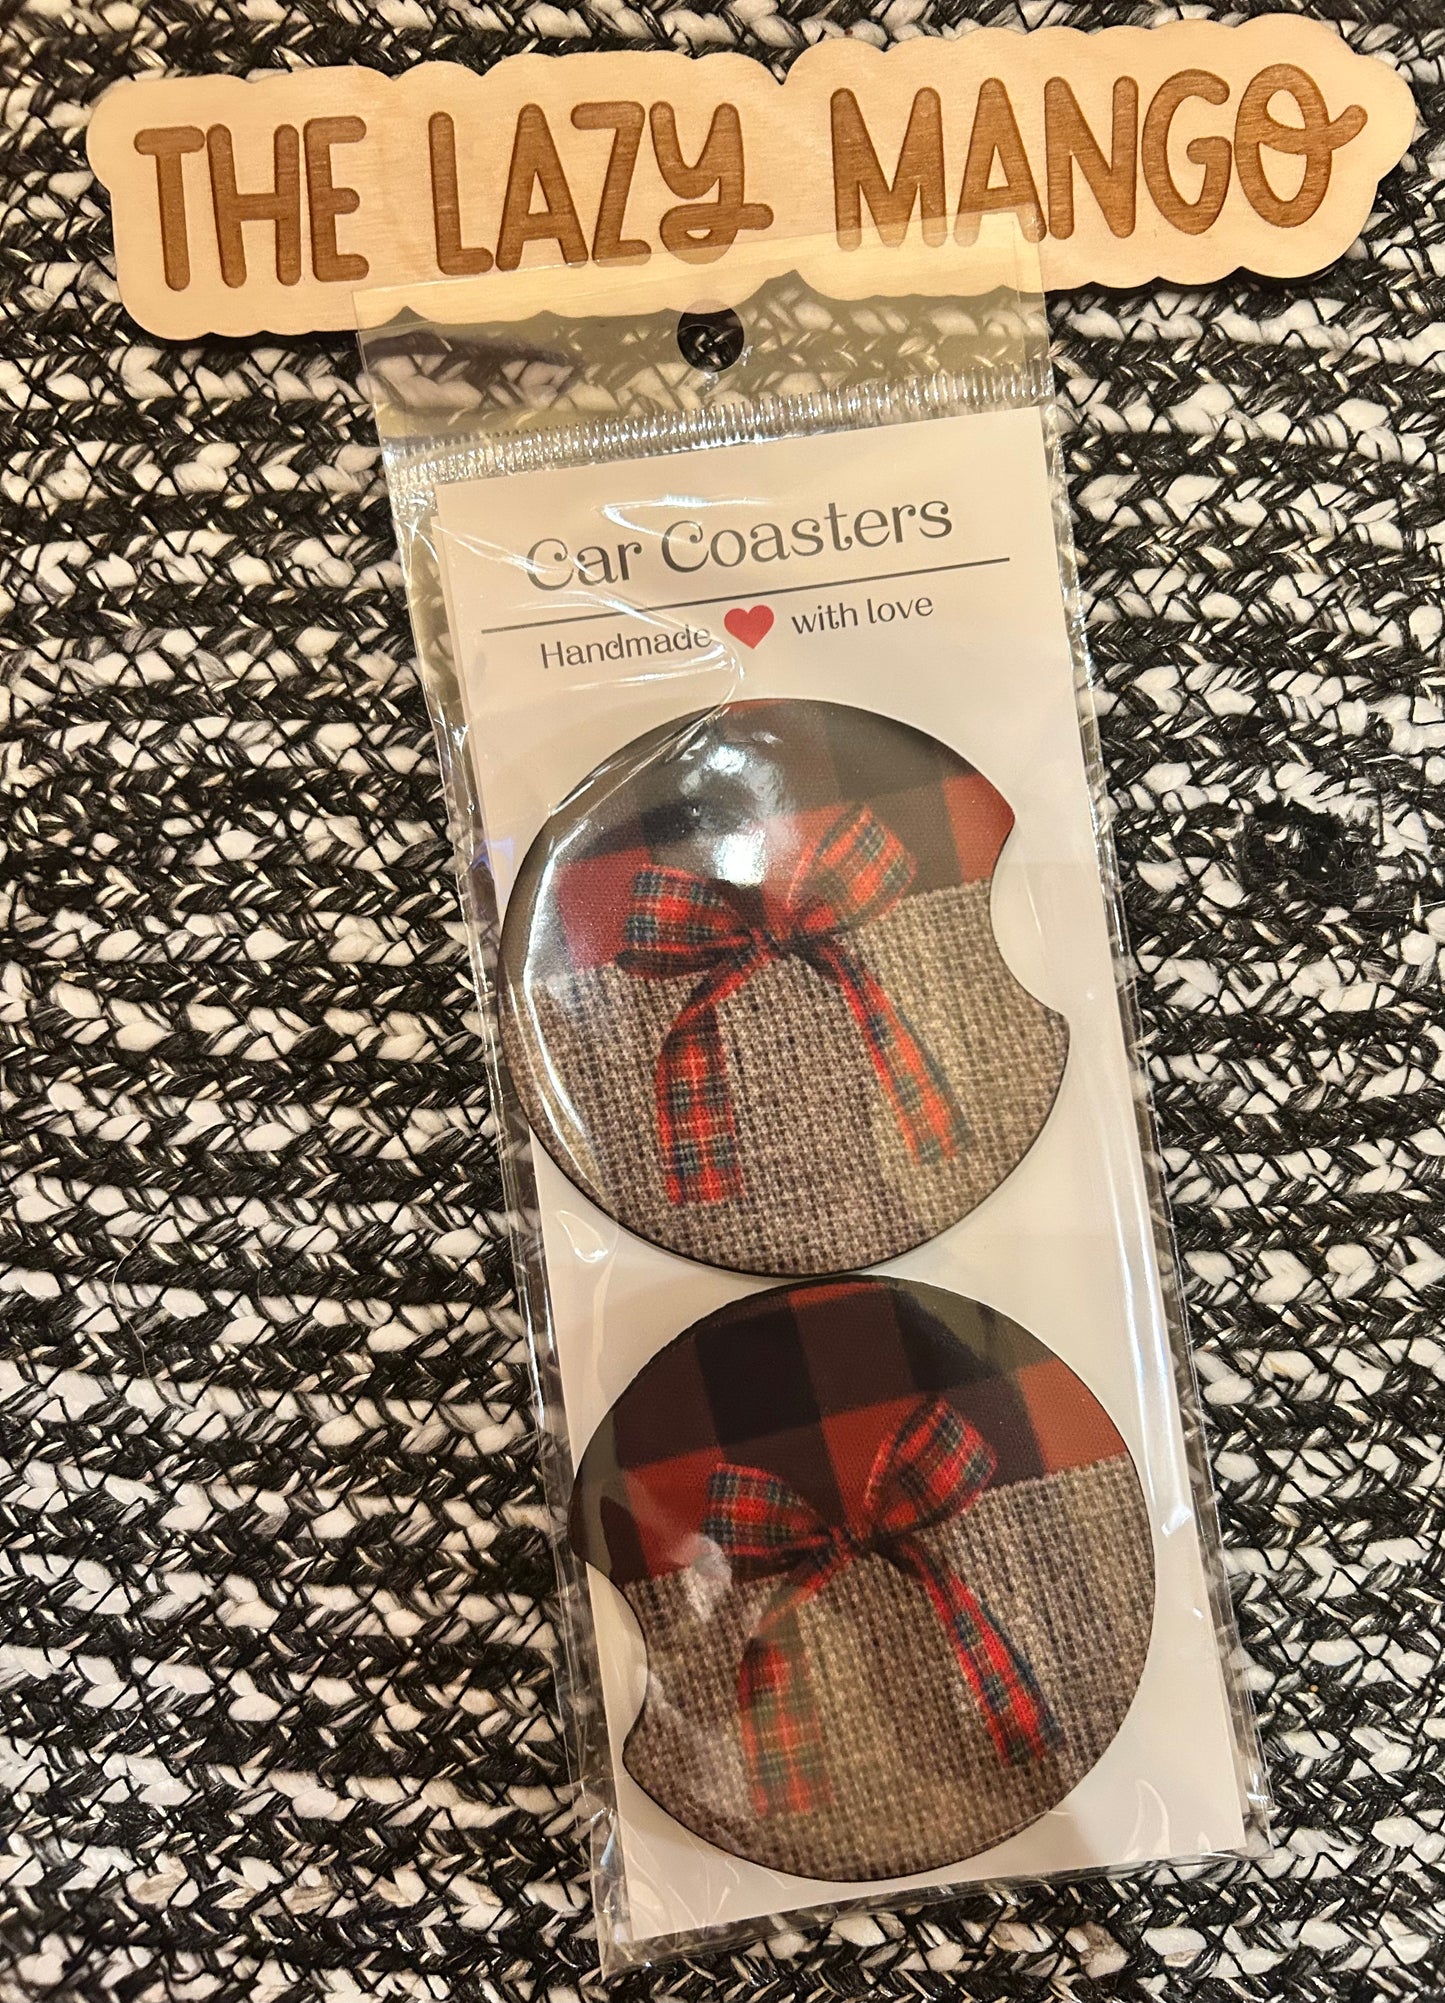 THE LAZY MANGO
Car Coasters
Handmade ❤ with love